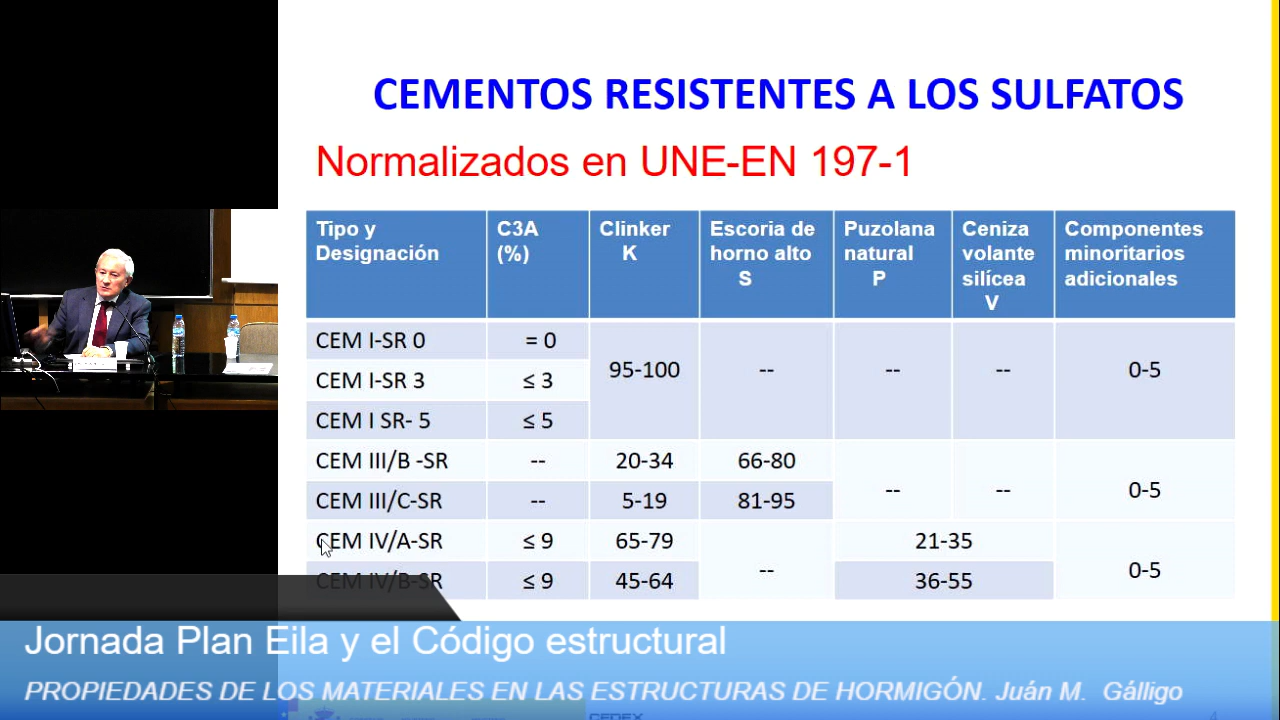 CEMENTOS RESISTENTES A LOS SULFATOS
Normalizados en UNE-EN 197-1
Tipo y Designación C3A (%) Clinker K Escoria de horno alto S Puzolana natural P Ceniza volante silícea V Componentes minoritarios adicionales
CEM I-SR 0 = 0 95-100 -- -- -- 0-5
CEM I-SR 3 ≤ 3
CEM I SR- 5 ≤ 5
CEM III/B -SR -- 20-34 66-80 -- -- 0-5
CEM III/C-SR -- 5-19 81-95
CEM IV/A-SR ≤ 9 65-79 -- 21-35 0-5
CEM IV/B-SR ≤ 9 45-64 36-55
Jornada Plan Eila y el Código estructural
PROPIEDADES DE LOS MATERIALES EN LAS ESTRUCTURAS DE HORMIGÓN. Juán M. Gálligo